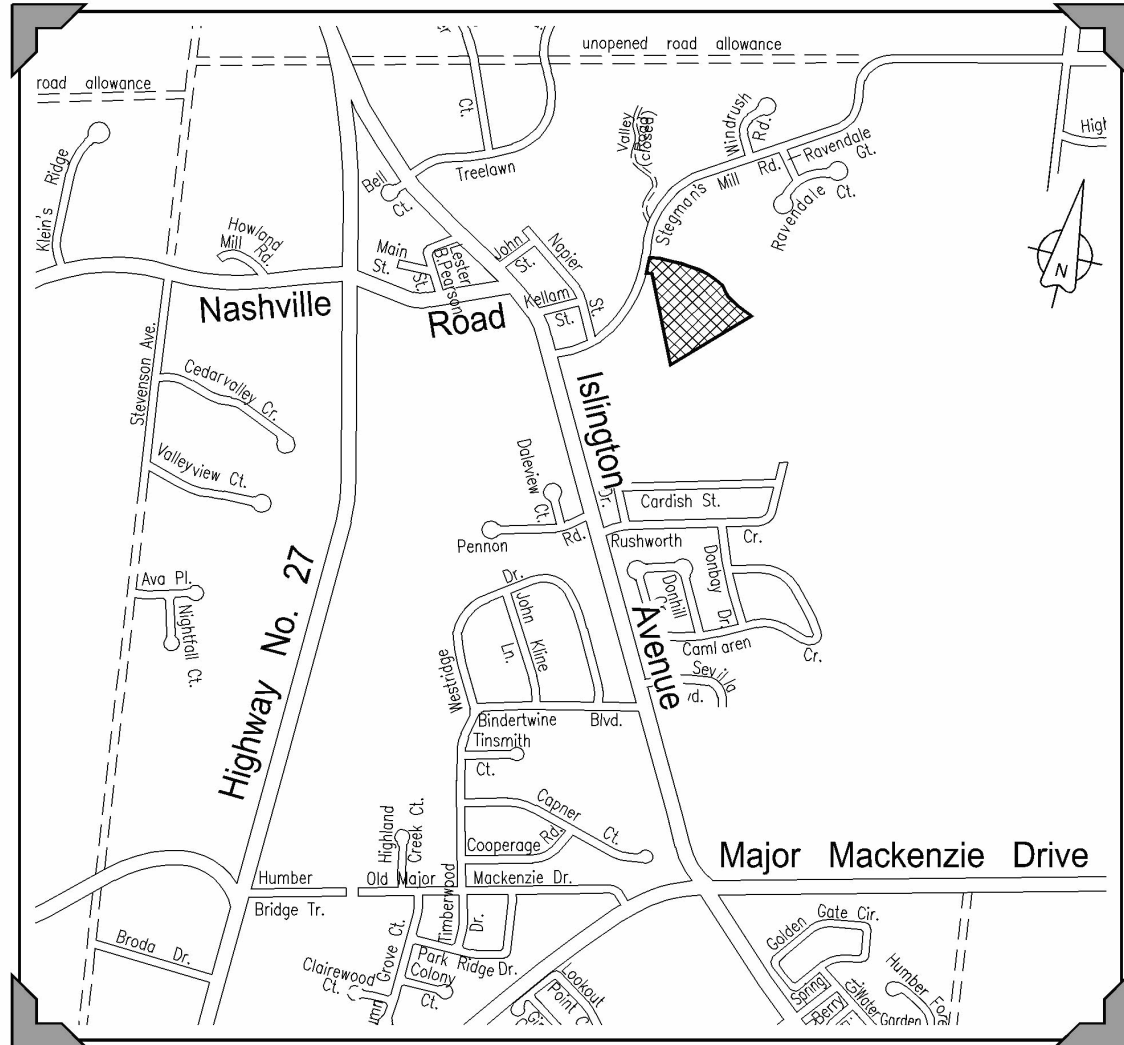 unopened road allowance
road allowance
Ct.
Valley
Road
(closed)
Windrush
Rd.
High
Klein's Ridge
Bell
Ct.
Treelawn
Stegman's Mill Rd.
Ravendale
Gt.
Ravendale Ct.
Howland
Mill Rd.
Main
St.
St.
Lester
B.Pearson
John
St.
Napier
St.
Kellam
St.
N
Nashville Road
Stevenson Ave.
Cedarvalley Cr.
Valleyview Ct.
Islington
Avenue
Daleview Ct.
Dr.
Cardish St.
Pennon
Rd.
Rushworth
Cr.
Highway No. 27
Ava Pl.
Nightfall Ct.
Dr.
John Kline
Ln.
Donhill
Donbay
Dr.
Camlaren
Cr.
Sevilla
Westridge
Bindertwine Blvd.
Tinsmith
Ct.
Capner Ct.
Highland
Creek Ct.
Cooperage Rd.
Major Mackenzie Drive
Humber
Bridge Tr.
Old Major Mackenzie Dr.
Timberwood
Dr.
Broda Dr.
Grove Ct.
Park Ridge Dr.
Clairewood
Ct.
Colony
Ct.
Lookout
Point
Golden Gate Cir.
Spring
Berry
Water
Garden
Humber